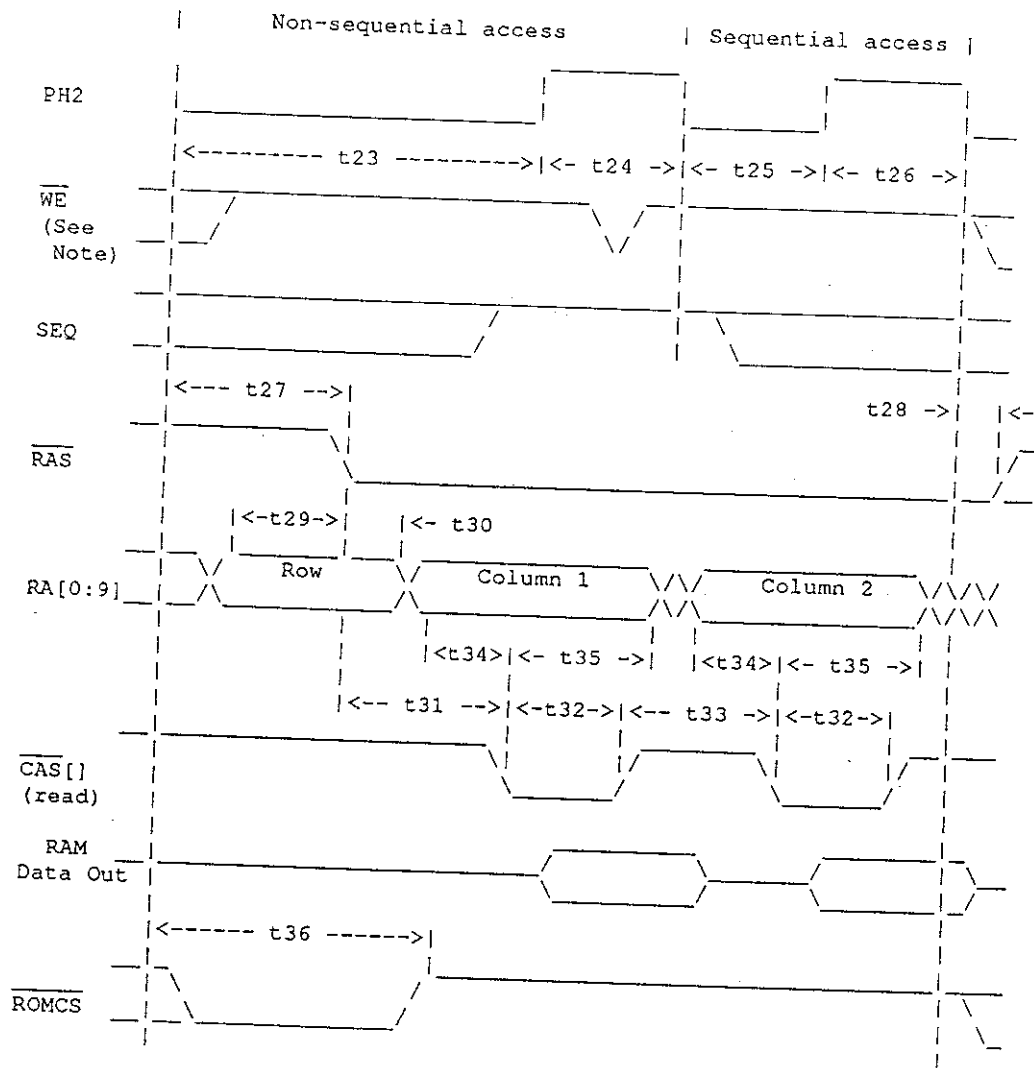 Non-sequential access
Sequential access
PH2
t23
t24
t25
t26
WE
(See
Note)
SEQ
t27
t28
RAS
t29
t30
RA[0:9]
Row
Column 1
Column 2
t34
t35
t34
t35
t31
t32
t33
t32
CAS[]
(read)
RAM
Data Out
t36
ROMCS